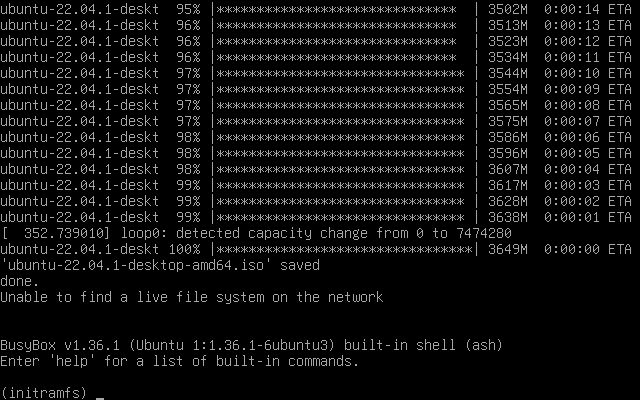 ubuntu-22.04.1-deskt  95% |*******************************  | 3502M  0:00:14 ETA
ubuntu-22.04.1-deskt  96% |*******************************  | 3513M  0:00:13 ETA
ubuntu-22.04.1-deskt  96% |*******************************  | 3523M  0:00:12 ETA
ubuntu-22.04.1-deskt  96% |*******************************  | 3534M  0:00:11 ETA
ubuntu-22.04.1-deskt  97% |******************************** | 3544M  0:00:10 ETA
ubuntu-22.04.1-deskt  97% |******************************** | 3554M  0:00:09 ETA
ubuntu-22.04.1-deskt  97% |******************************** | 3565M  0:00:08 ETA
ubuntu-22.04.1-deskt  97% |******************************** | 3575M  0:00:07 ETA
ubuntu-22.04.1-deskt  98% |******************************** | 3586M  0:00:06 ETA
ubuntu-22.04.1-deskt  98% |******************************** | 3596M  0:00:05 ETA
ubuntu-22.04.1-deskt  98% |******************************** | 3607M  0:00:04 ETA
ubuntu-22.04.1-deskt  99% |******************************** | 3617M  0:00:03 ETA
ubuntu-22.04.1-deskt  99% |******************************** | 3628M  0:00:02 ETA
ubuntu-22.04.1-deskt  99% |******************************** | 3638M  0:00:01 ETA
[  352.739010] loop0: detected capacity change from 0 to 7474280
ubuntu-22.04.1-deskt 100% |*********************************| 3649M  0:00:00 ETA
'ubuntu-22.04.1-desktop-amd64.iso' saved
done.
Unable to find a live file system on the network
BusyBox v1.36.1 (Ubuntu 1:1.36.1-6ubuntu3) built-in shell (ash)
Enter 'help' for a list of built-in commands.
(initramfs) _